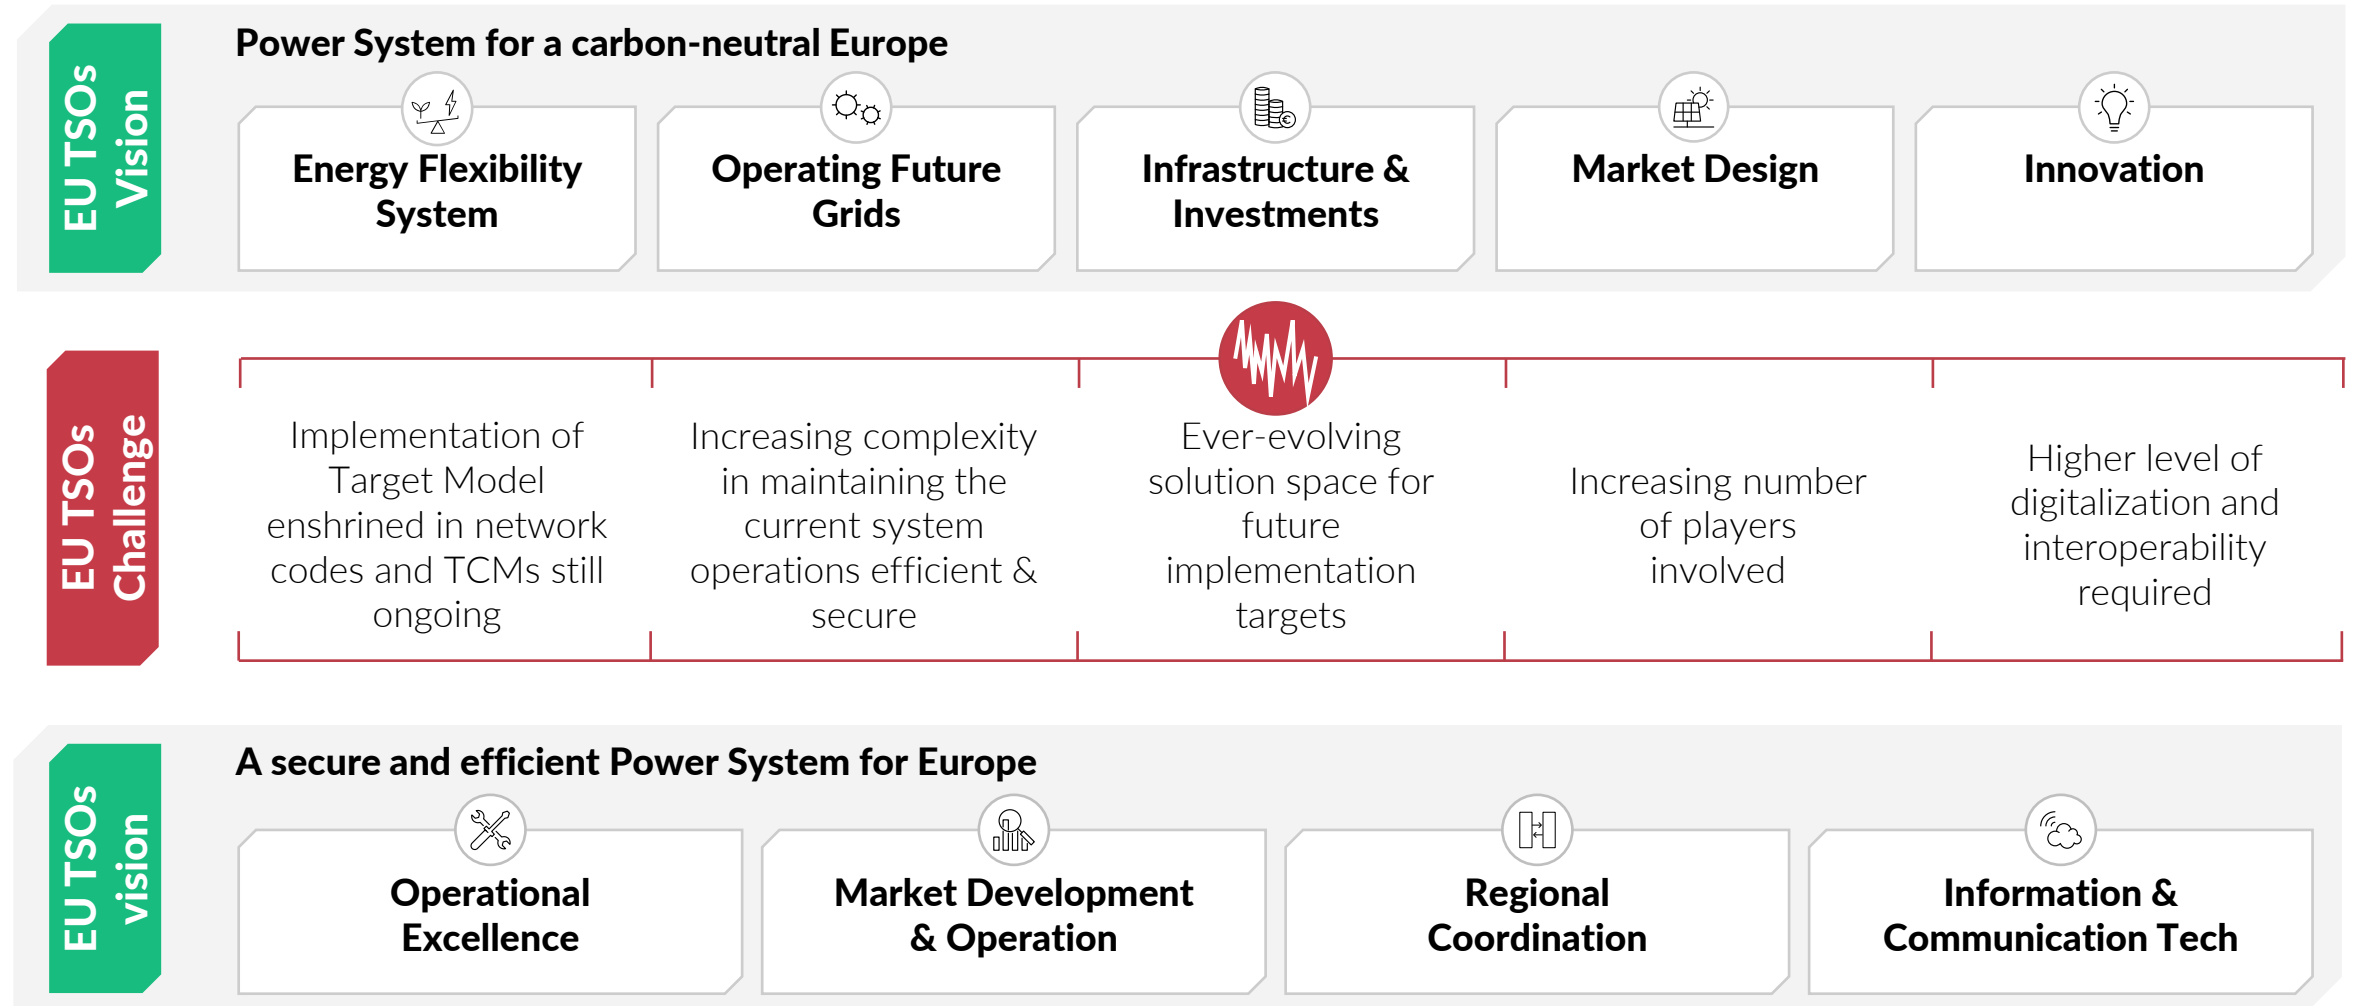 EU TSOs
Vision
Power System for a carbon-neutral Europe
Energy Flexibility
System
Operating Future
Grids
Infrastructure &
Investments
Market Design
Innovation
EU TSOs
Challenge
Implementation of
Target Model
enshrined in network
codes and TCMs still
ongoing
Increasing complexity
in maintaining the
current system
operations efficient &
secure
Ever-evolving
solution space for
future
implementation
targets
Increasing number
of players
involved
Higher level of
digitalization and
interoperability
required
EU TSOs
vision
A secure and efficient Power System for Europe
Operational
Excellence
Market Development
& Operation
Regional
Coordination
Information &
Communication Tech